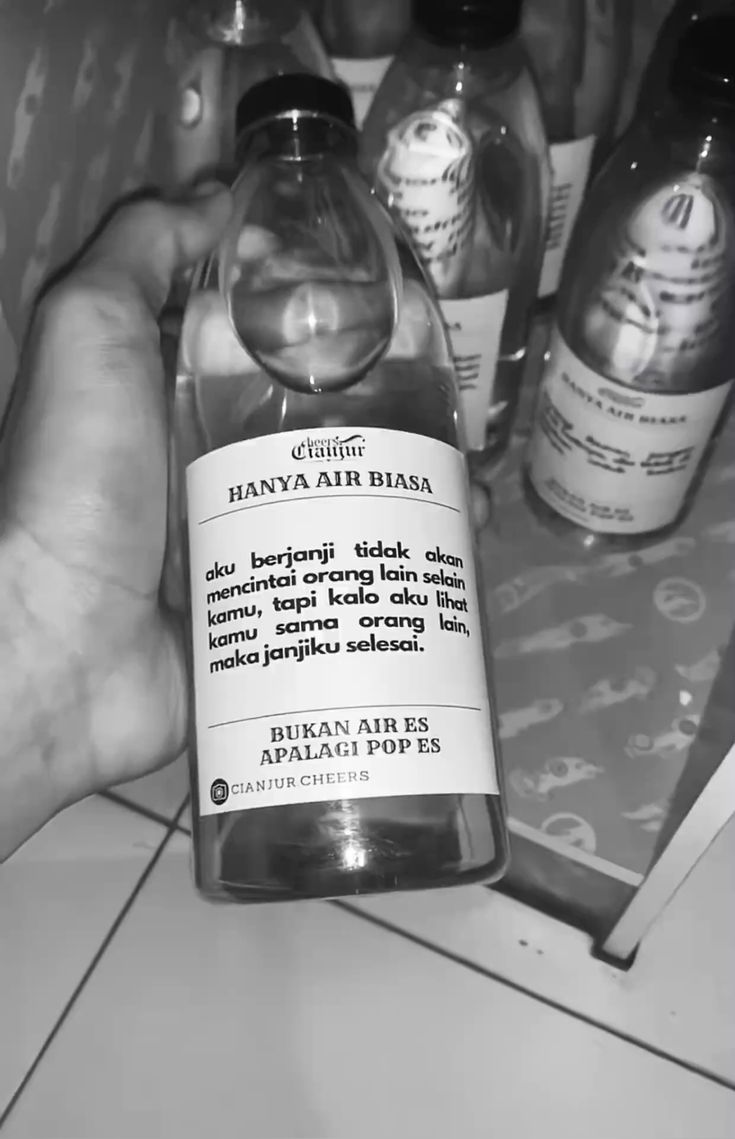 cheers
Cianjur
HANYA AIR BIASA
aku berjanji tidak akan
mencintai orang lain selain
kamu, tapi kalo aku lihat
kamu sama orang lain,
maka janjiku selesai.
BUKAN AIR ES
APALAGI POP ES
CIANJUR CHEERS
HANYA AIR BIASA